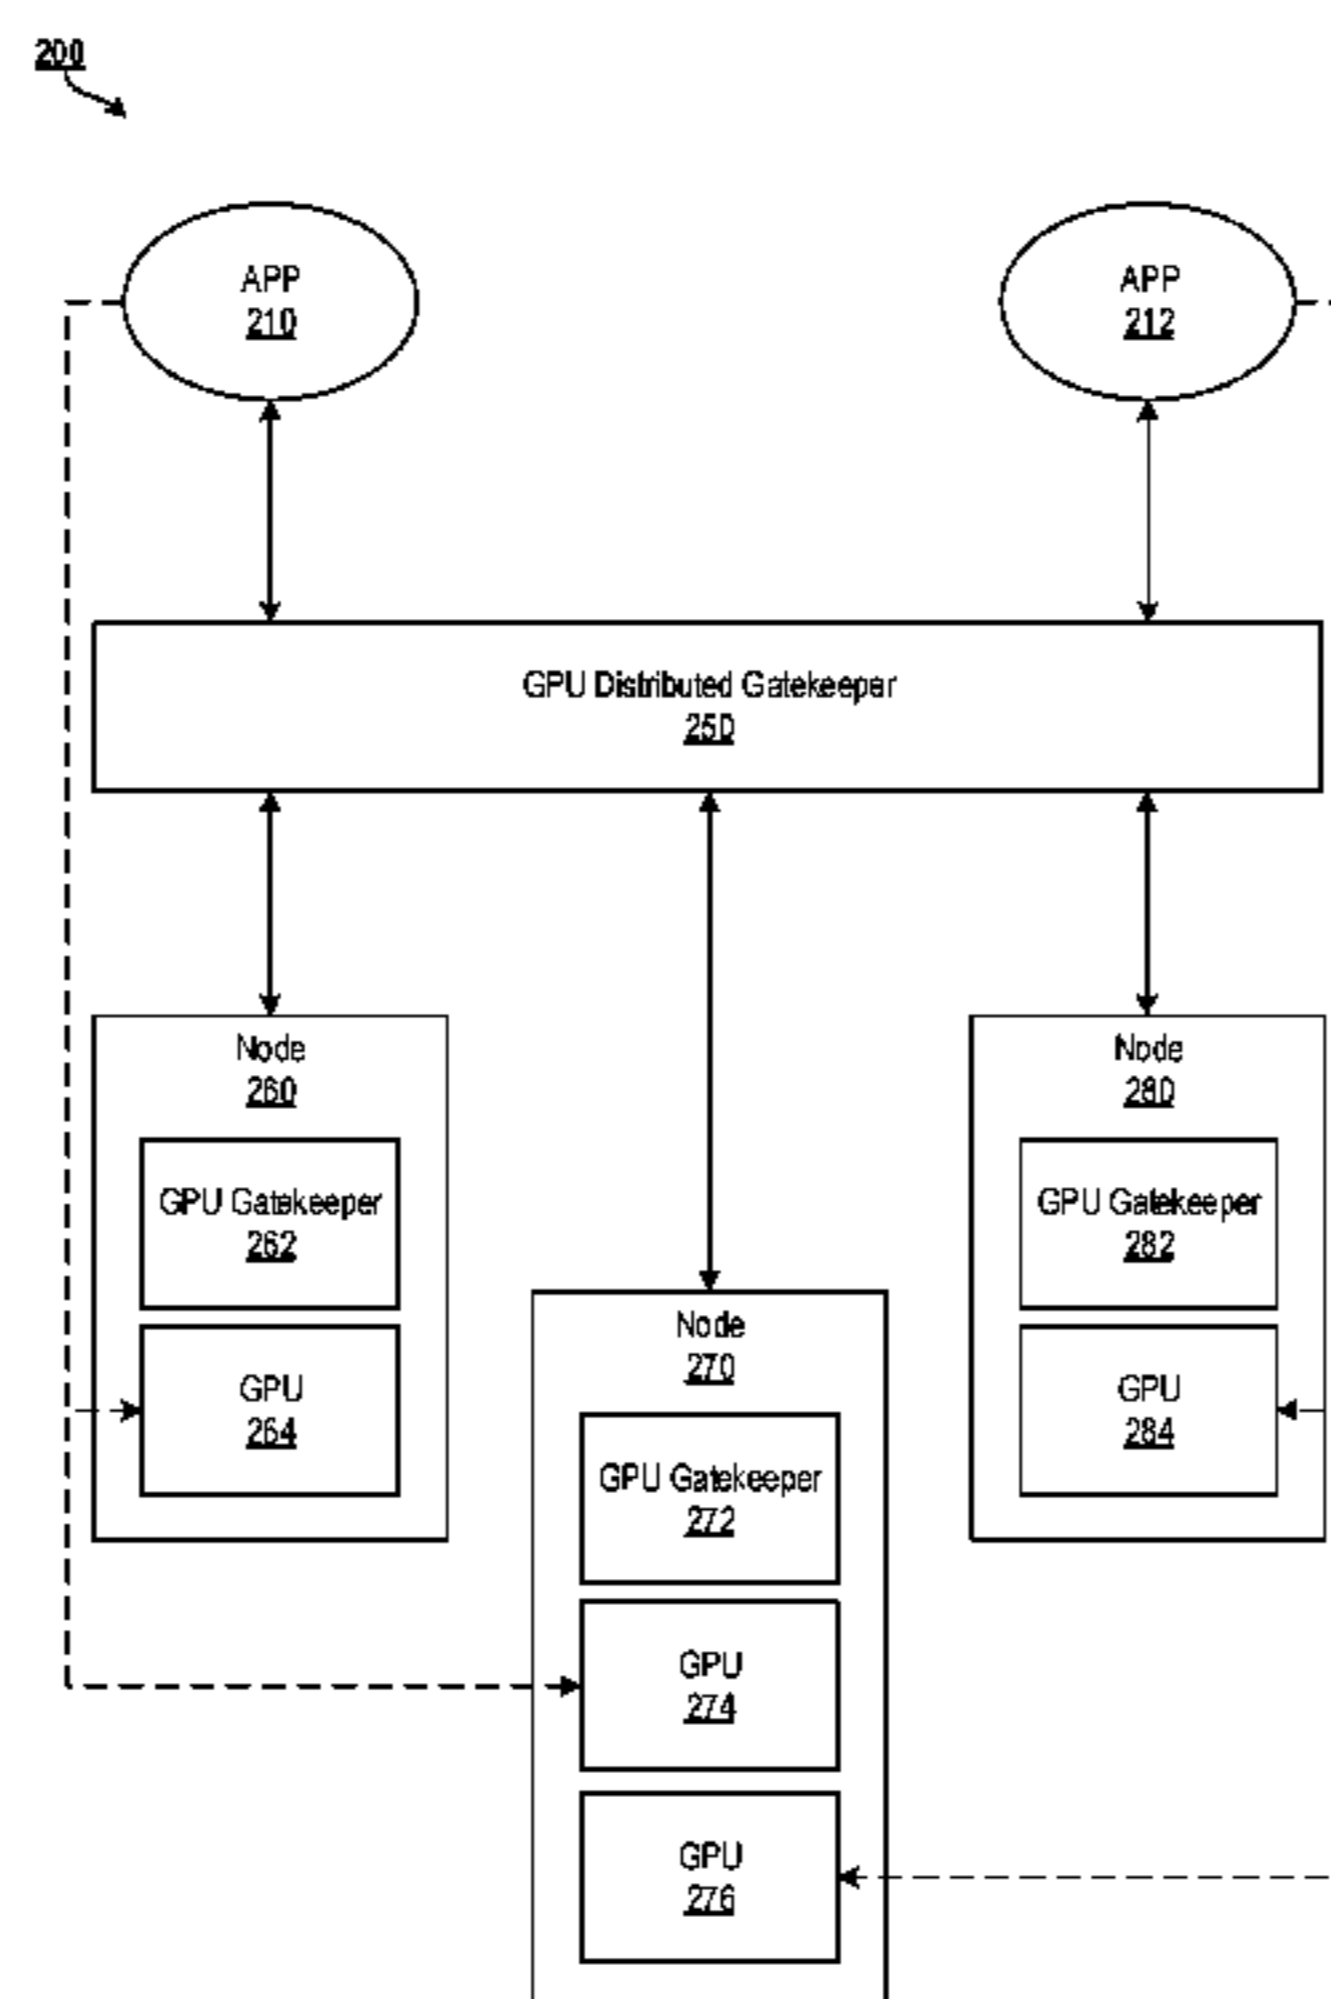 200
APP
210
APP
212
GPU Distributed Gatekeeper
250
Node
260
GPU Gatekeeper
262
GPU
264
Node
270
GPU Gatekeeper
272
GPU
274
GPU
276
Node
280
GPU Gatekeeper
282
GPU
284